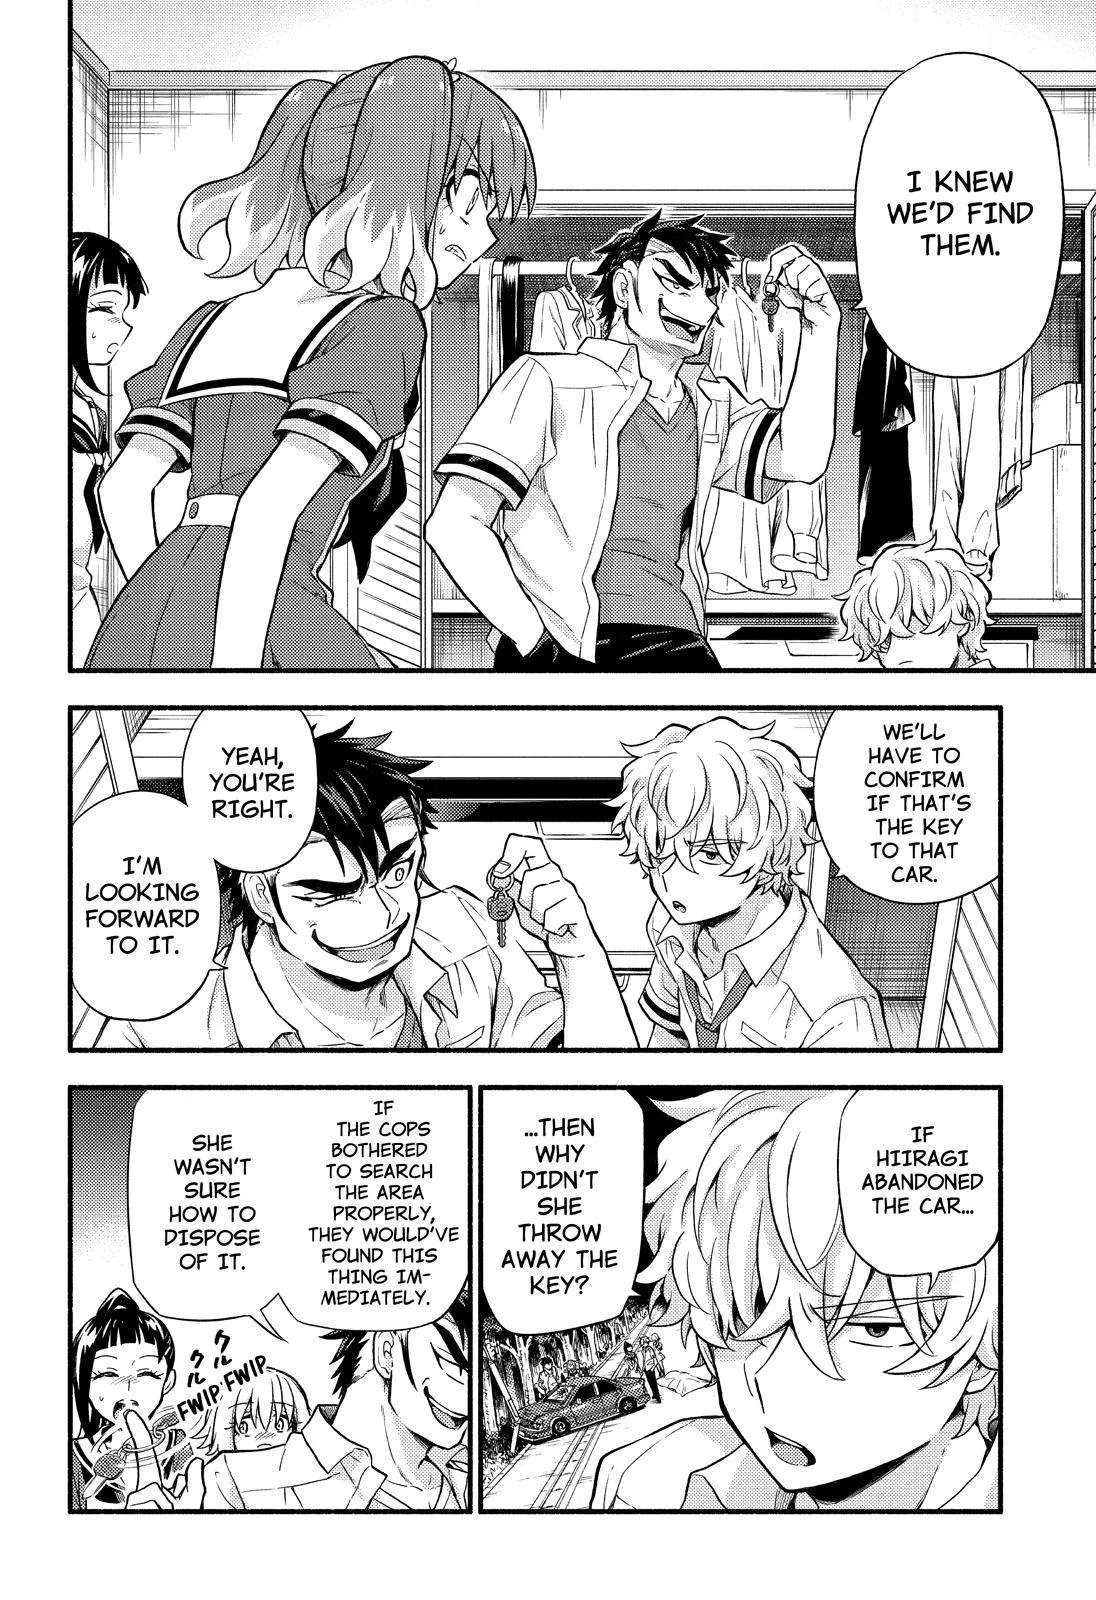 I KNEW
WE'D FIND
THEM.
WE'LL
HAVE TO
CONFIRM
IF THAT'S
THE KEY
TO THAT
CAR.
YEAH,
YOU'RE
RIGHT.
I'M
LOOKING
FORWARD
TO IT.
IF
HIIRAGI
ABANDONED
THE CAR...
...THEN
WHY
DIDN'T
SHE
THROW
AWAY THE
KEY?
IF
THE COPS
BOTHERED
TO SEARCH
THE AREA
PROPERLY,
THEY WOULD'VE
FOUND THIS
THING IM-
MEDIATELY.
SHE
WASN'T
SURE
HOW TO
DISPOSE
OF IT.
クルクル
FWIP FWIP